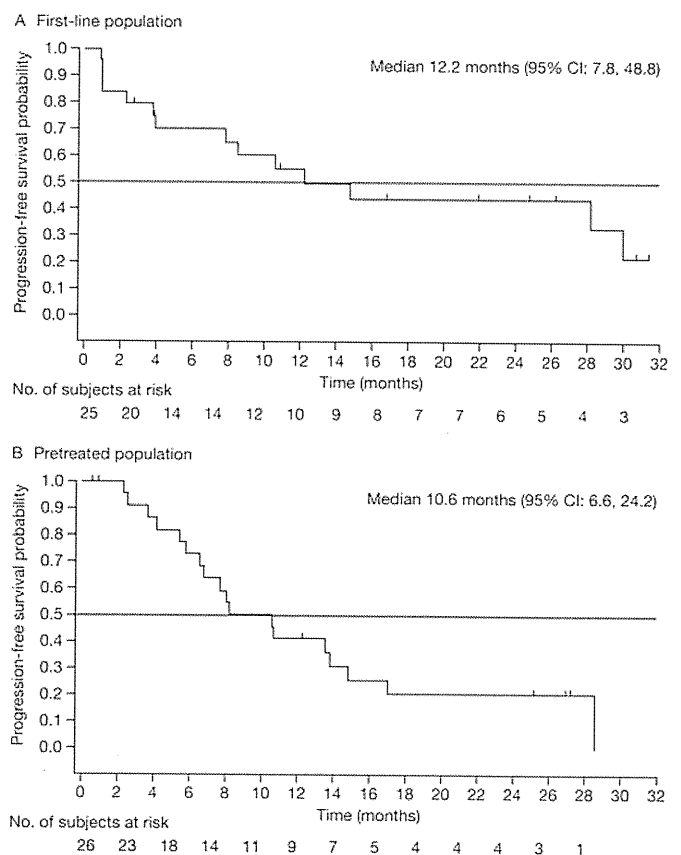 A First-line population
Median 12.2 months (95% CI: 7.8, 48.8)
Progression-free survival probability
1.0
0.9
0.8
0.7
0.6
0.5
0.4
0.3
0.2
0.1
0.0
0 2 4 6 8 10 12 14 16 18 20 22 24 26 28 30 32
Time (months)
No. of subjects at risk
25 20 14 14 12 10 9 8 7 7 6 5 4 3
B Pretreated population
Median 10.6 months (95% CI: 6.6, 24.2)
Progression-free survival probability
1.0
0.9
0.8
0.7
0.6
0.5
0.4
0.3
0.2
0.1
0.0
0 2 4 6 8 10 12 14 16 18 20 22 24 26 28 30 32
Time (months)
No. of subjects at risk
26 23 18 14 11 9 7 5 4 4 4 3 1